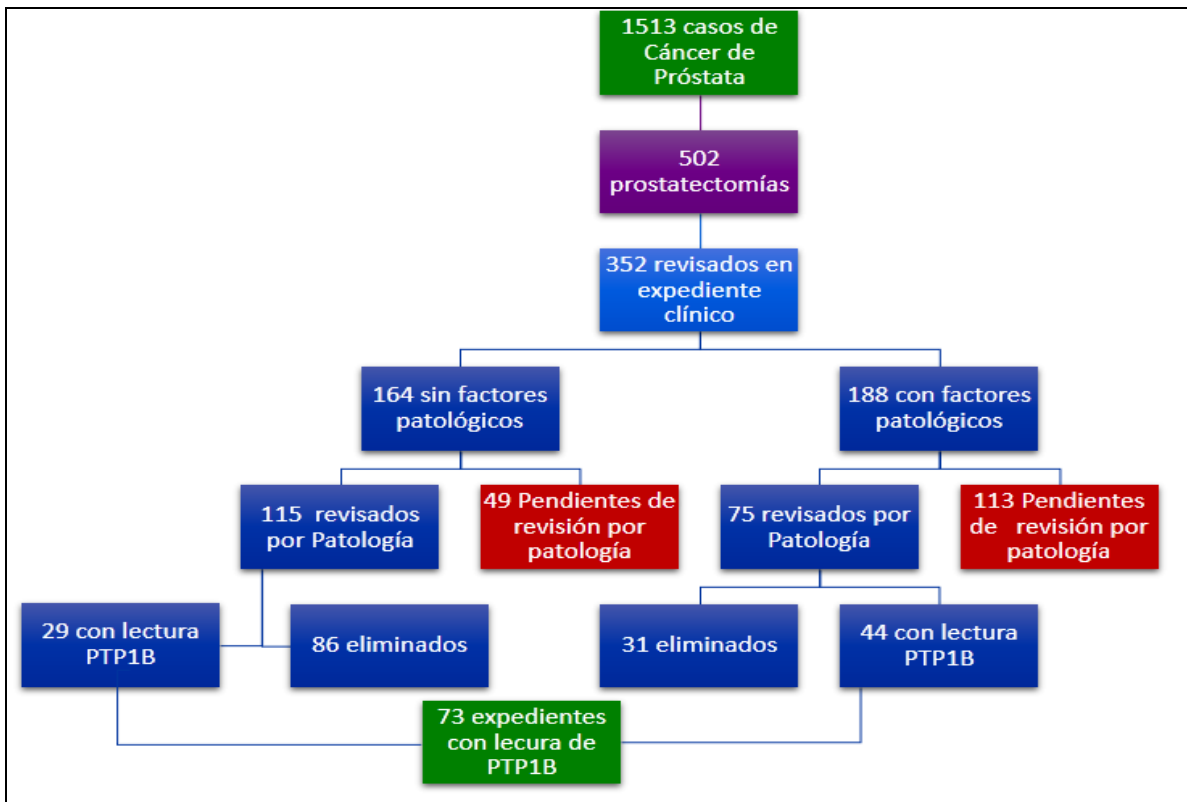 1513 casos de
Cáncer de
Próstata
502
prostatectomías
352 revisados en
expediente
clínico
164 sin factores
patológicos
188 con factores
patológicos
115 revisados
por Patología
49 Pendientes de
revisión por
patología
75 revisados por
Patología
113 Pendientes
de revisión por
patología
29 con lectura
PTP1B
86 eliminados
31 eliminados
44 con lectura
PTP1B
73 expedientes
con lecura de
PTP1B